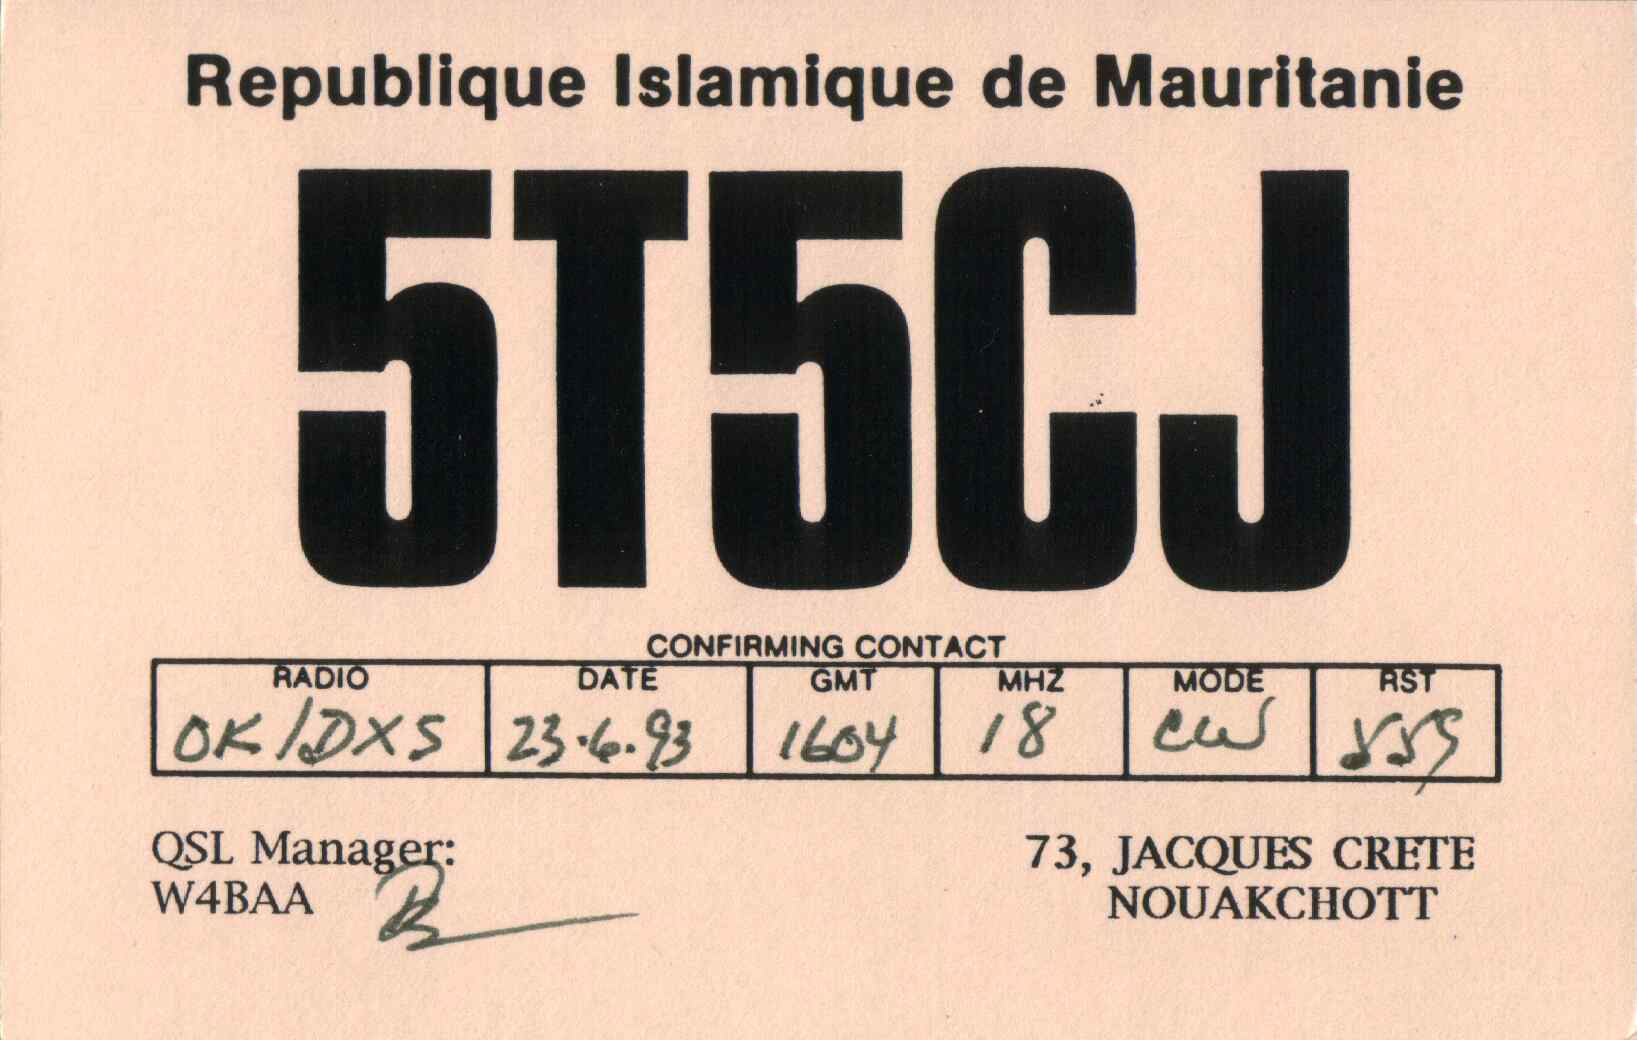 Republique Islamique de Mauritanie
5T5CJ
CONFIRMING CONTACT
RADIO DATE GMT MHZ MODE RST
OK1DXS 23.6.93 1604 18 CW 559
QSL Manager:
W4BAA
73, JACQUES CRETE
NOUAKCHOTT